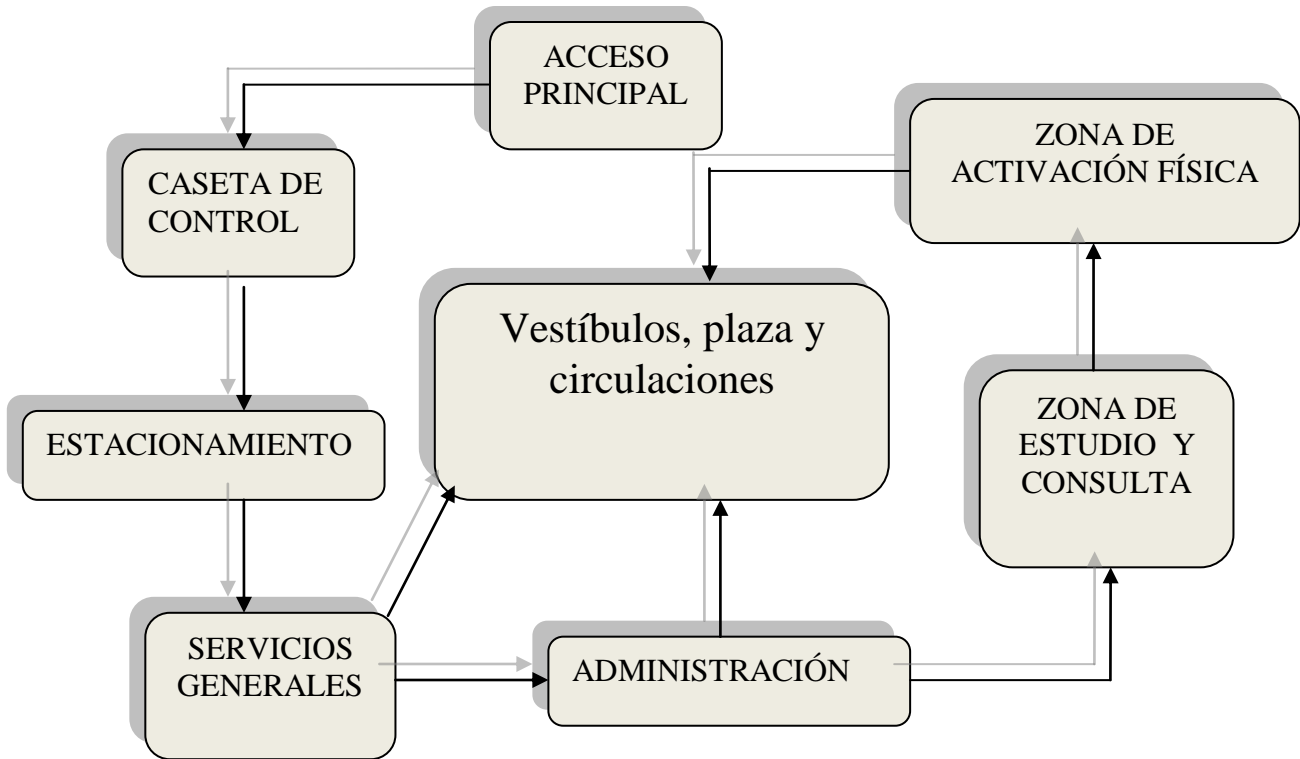 ACCESO
PRINCIPAL
ZONA DE
ACTIVACIÓN FÍSICA
CASETA DE
CONTROL
Vestíbulos, plaza y
circulaciones
ESTACIONAMIENTO
ZONA DE
ESTUDIO Y
CONSULTA
SERVICIOS
GENERALES
ADMINISTRACIÓN